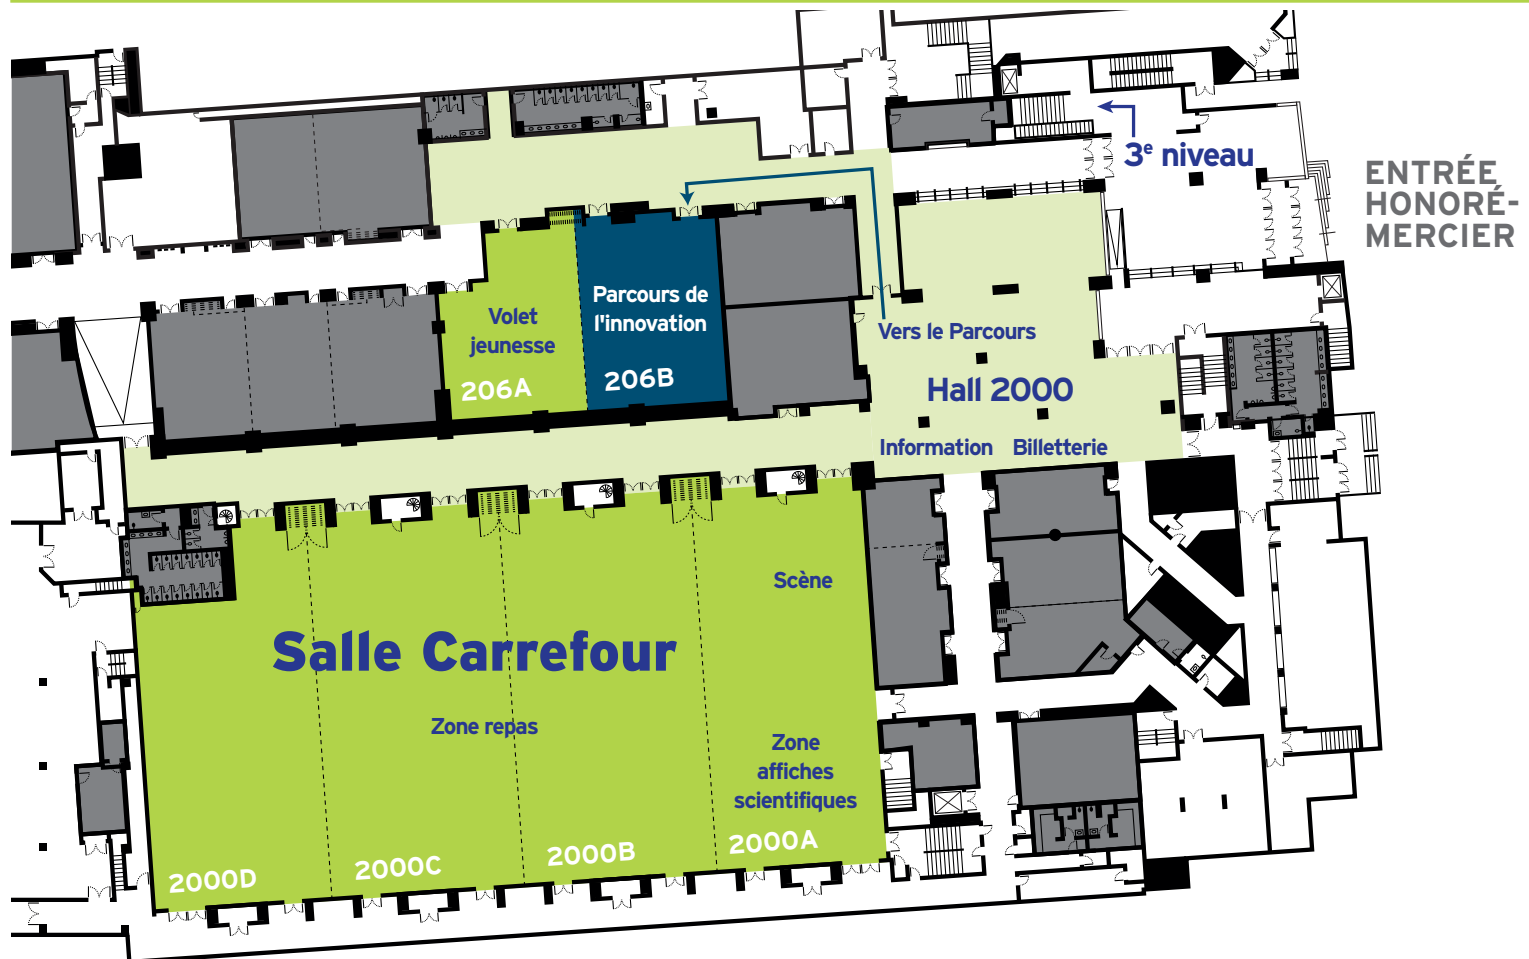 3e niveau
ENTRÉE
HONORÉ-
MERCIER
Volet
jeunesse
206A
Parcours de
l'innovation
206B
Vers le Parcours
Hall 2000
Information
Billetterie
Scène
Salle Carrefour
Zone repas
Zone
affiches
scientifiques
2000D
2000C
2000B
2000A